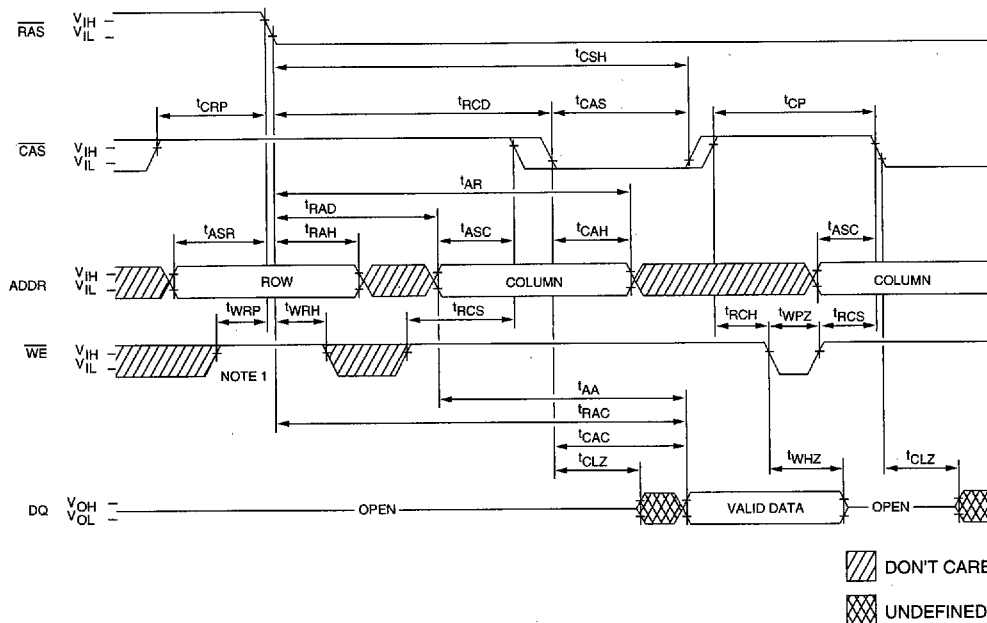 RAS VIH VIL
tCSH
tCRP tRCD tCAS tCP
CAS VIH VIL
tAR
tRAD
tASR tRAH tASC tCAH tASC
ADDR VIH VIL ROW COLUMN COLUMN
tWRP tWRH tRCS tRCH tWPZ tRCS
WE VIH VIL
NOTE 1
tAA
tRAC
tCAC
tCLZ tWHZ tCLZ
DQ VOH VOL OPEN VALID DATA OPEN
DON'T CARE
UNDEFINED